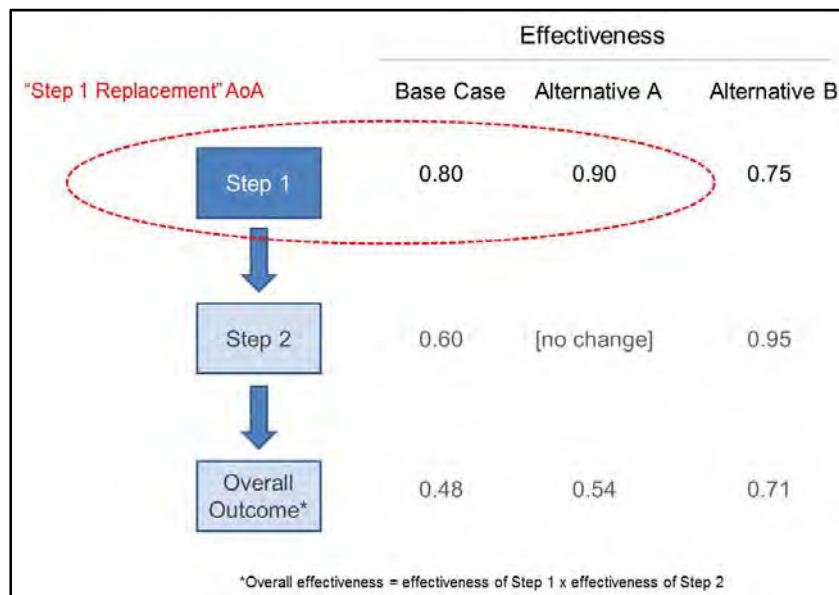 Effectiveness
"Step 1 Replacement" AoA Base Case Alternative A Alternative B
Step 1 0.80 0.90 0.75
Step 2 0.60 [no change] 0.95
Overall
Outcome* 0.48 0.54 0.71
*Overall effectiveness = effectiveness of Step 1 x effectiveness of Step 2